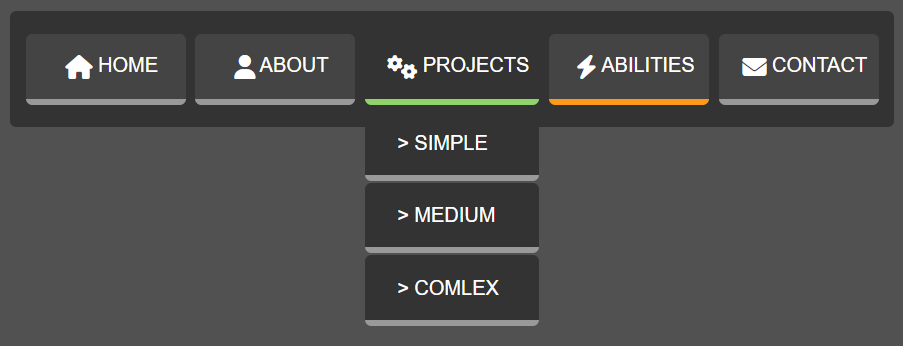 HOME ABOUT PROJECTS ABILITIES CONTACT
> SIMPLE
> MEDIUM
> COMLEX